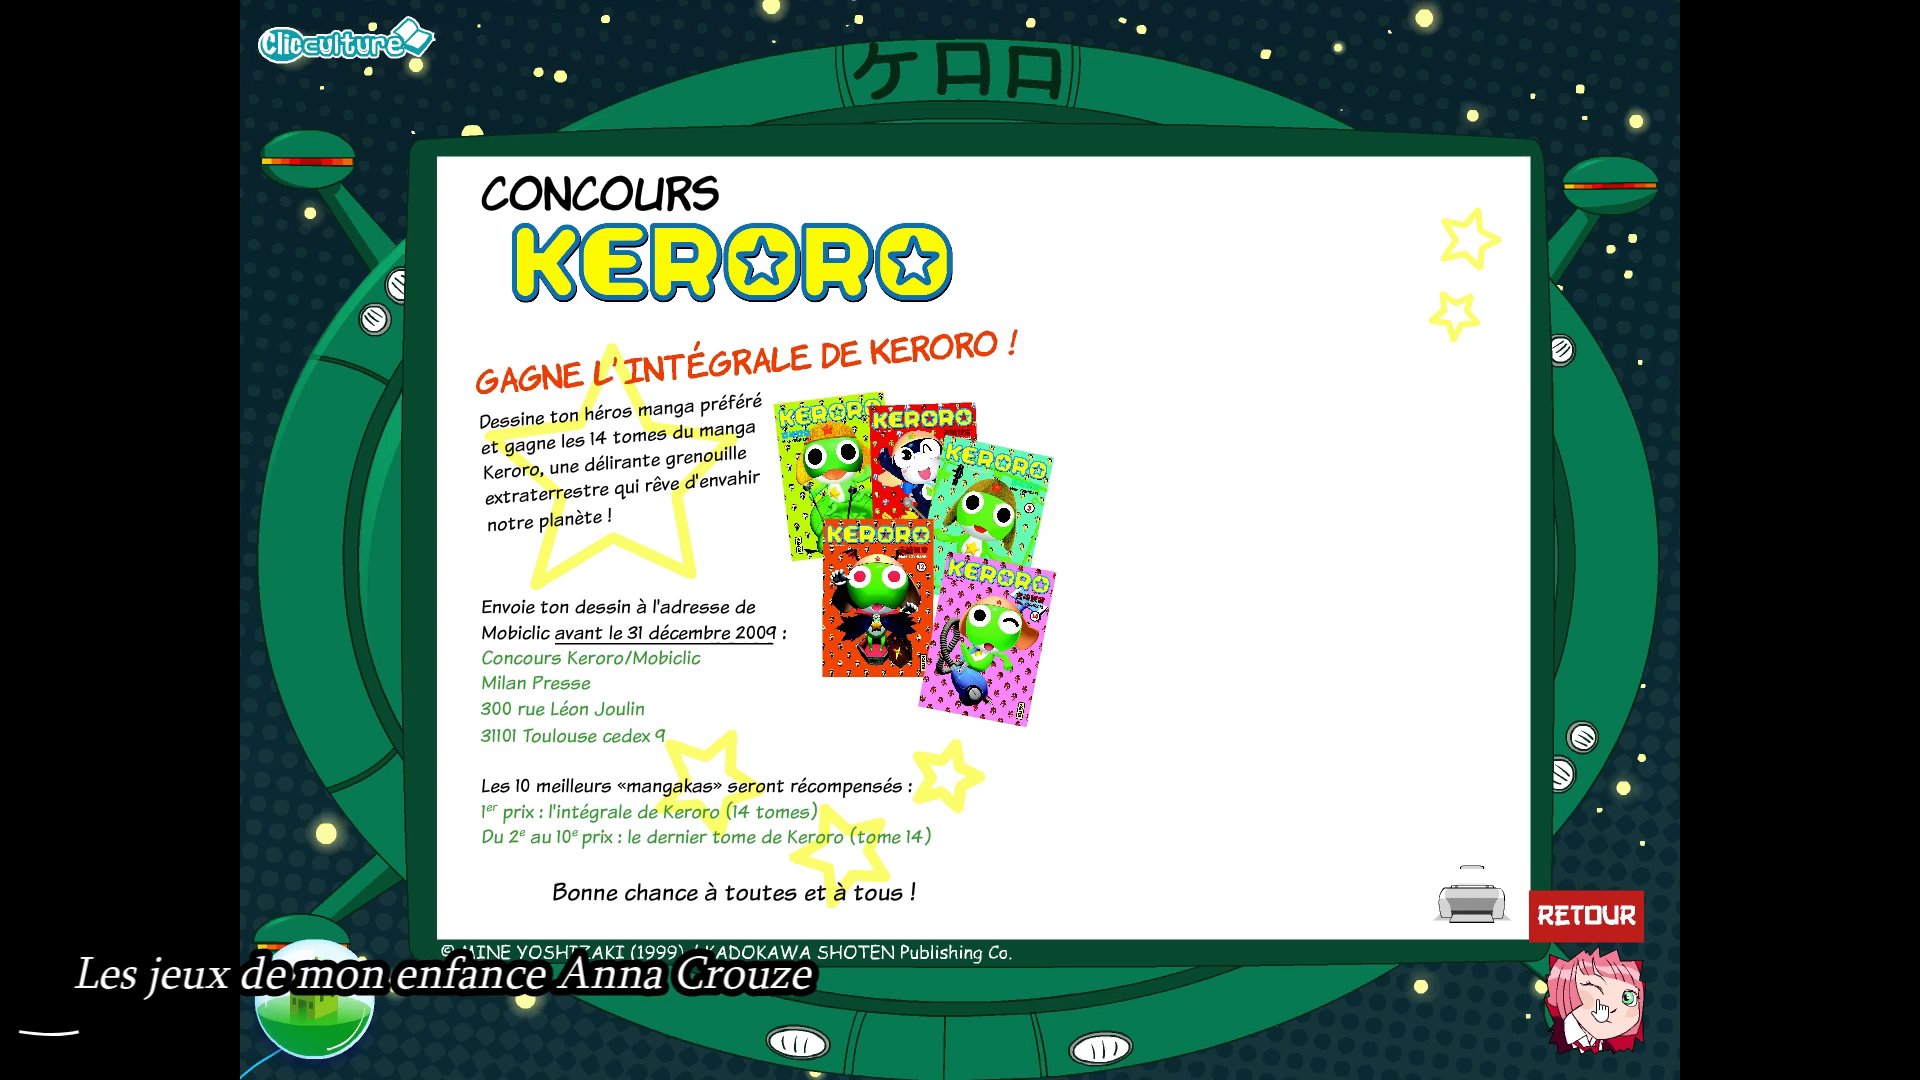 Clicculture
ケロロ
CONCOURS
KERORO
GAGNE L'INTÉGRALE DE KERORO !
Dessine ton héros manga préféré
et gagne les 14 tomes du manga
Keroro, une délirante grenouille
extraterrestre qui rêve d'envahir
notre planète !
KERORO
KERORO
KERORO
KERORO
KERORO
Envoie ton dessin à l'adresse de
Mobiclic avant le 31 décembre 2009 :
Concours Keroro/Mobiclic
Milan Presse
300 rue Léon Joulin
31101 Toulouse cedex 9
Les 10 meilleurs «mangakas» seront récompensés :
1er prix : l'intégrale de Keroro (14 tomes)
Du 2e au 10e prix : le dernier tome de Keroro (tome 14)
Bonne chance à toutes et à tous !
RETOUR
© MINE YOSHIZAKI (1999) / KADOKAWA SHOTEN Publishing Co.
Les jeux de mon enfance Anna Crouze